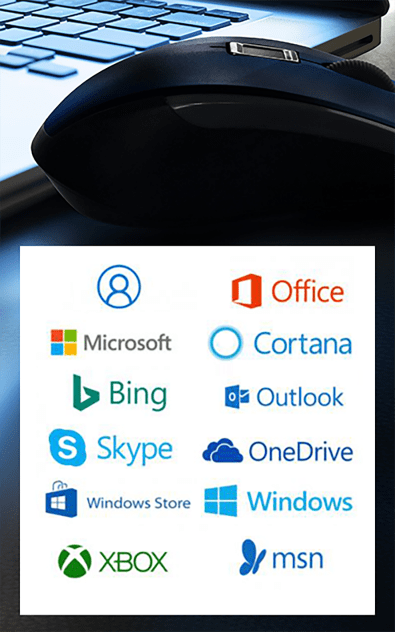 Office
Microsoft
Cortana
Bing
Outlook
Skype
OneDrive
Windows Store
Windows
XBOX
msn